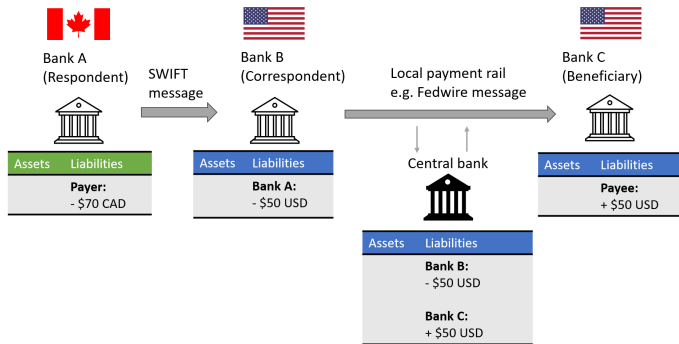 Bank A
(Respondent)
SWIFT
message
Bank B
(Correspondent)
Local payment rail
e.g. Fedwire message
Bank C
(Beneficiary)
Assets Liabilities
Payer:
- $70 CAD
Assets Liabilities
Bank A:
- $50 USD
Central bank
Assets Liabilities
Bank B:
- $50 USD
Bank C:
+ $50 USD
Assets Liabilities
Payee:
+ $50 USD